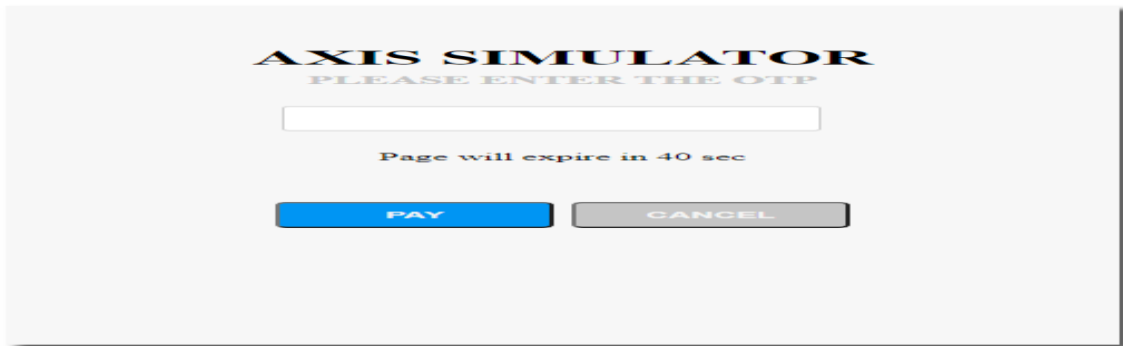 AXIS SIMULATOR
PLEASE ENTER THE OTP
Page will expire in 40 sec
PAY
CANCEL